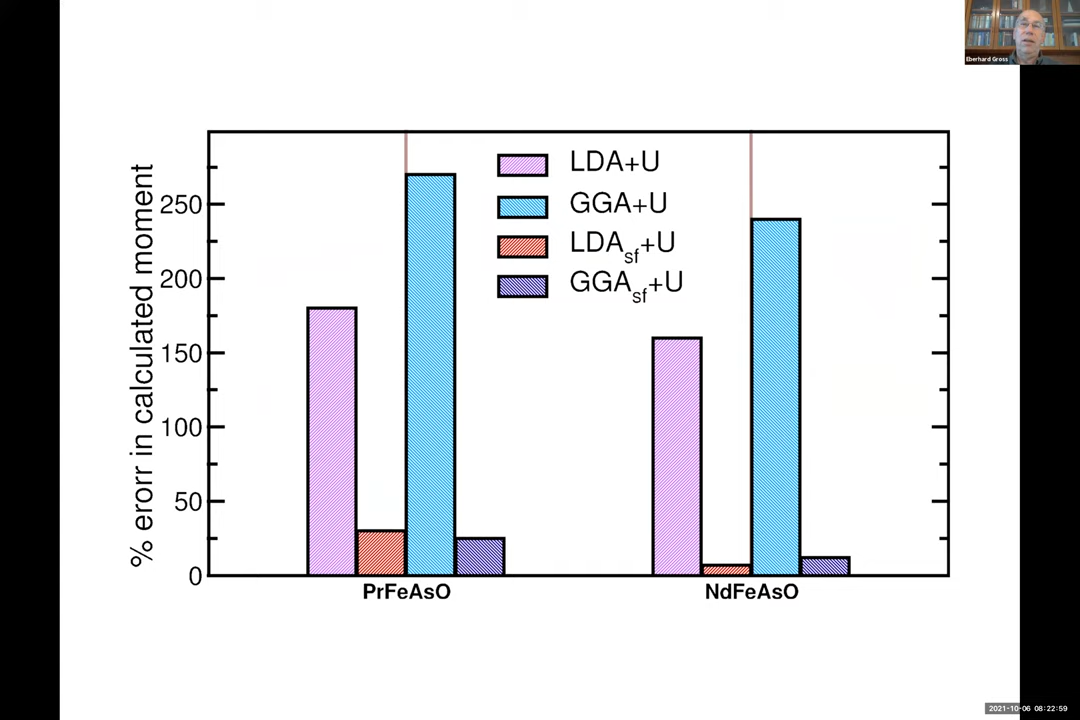 Eberhard Gross
% erorr in calculated moment
250
200
150
100
50
0
LDA+U
GGA+U
LDAsf+U
GGAsf+U
PrFeAsO
NdFeAsO
2021-10-06 08:22:59